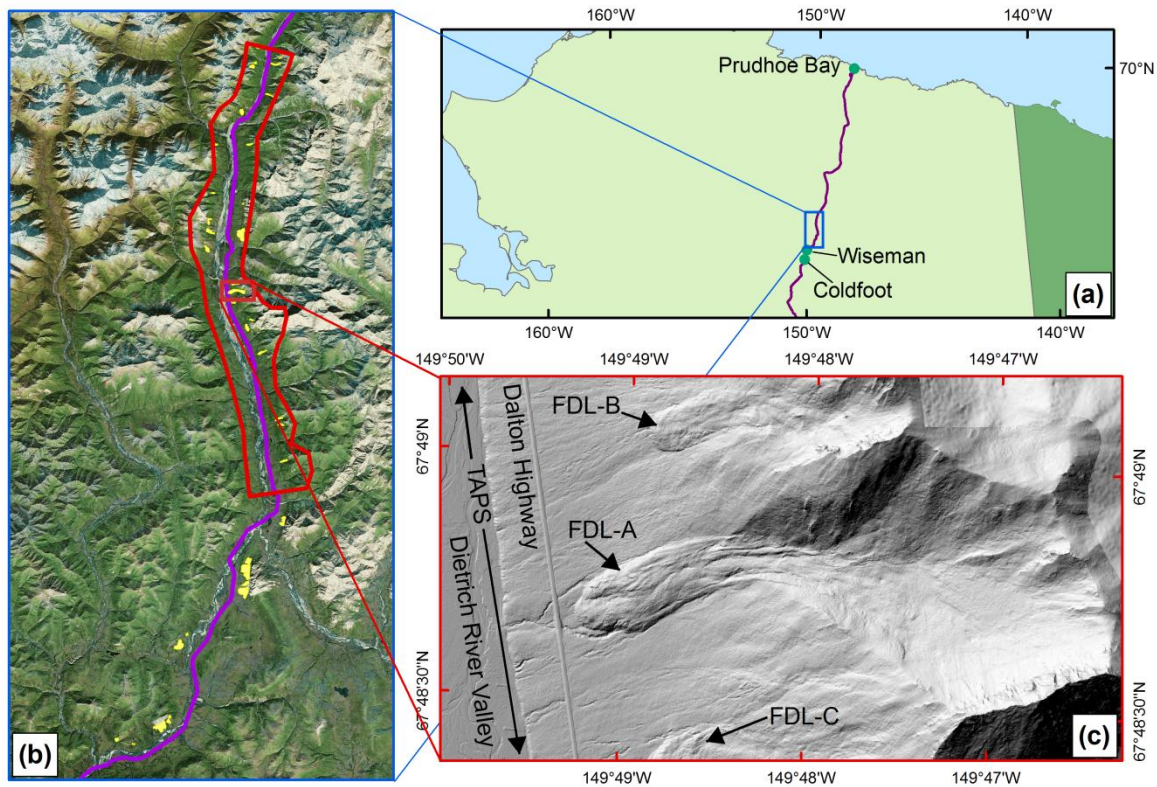 160°W
150°W
140°W
Prudhoe Bay
70°N
Wiseman
Coldfoot
(a)
160°W
150°W
140°W
149°50'W
149°49'W
149°48'W
149°47'W
FDL-B
Dalton Highway
TAPS
Dietrich River Valley
FDL-A
FDL-C
67°49'N
67°48'30"N
67°49'N
67°48'30"N
(b)
(c)
149°49'W
149°48'W
149°47'W